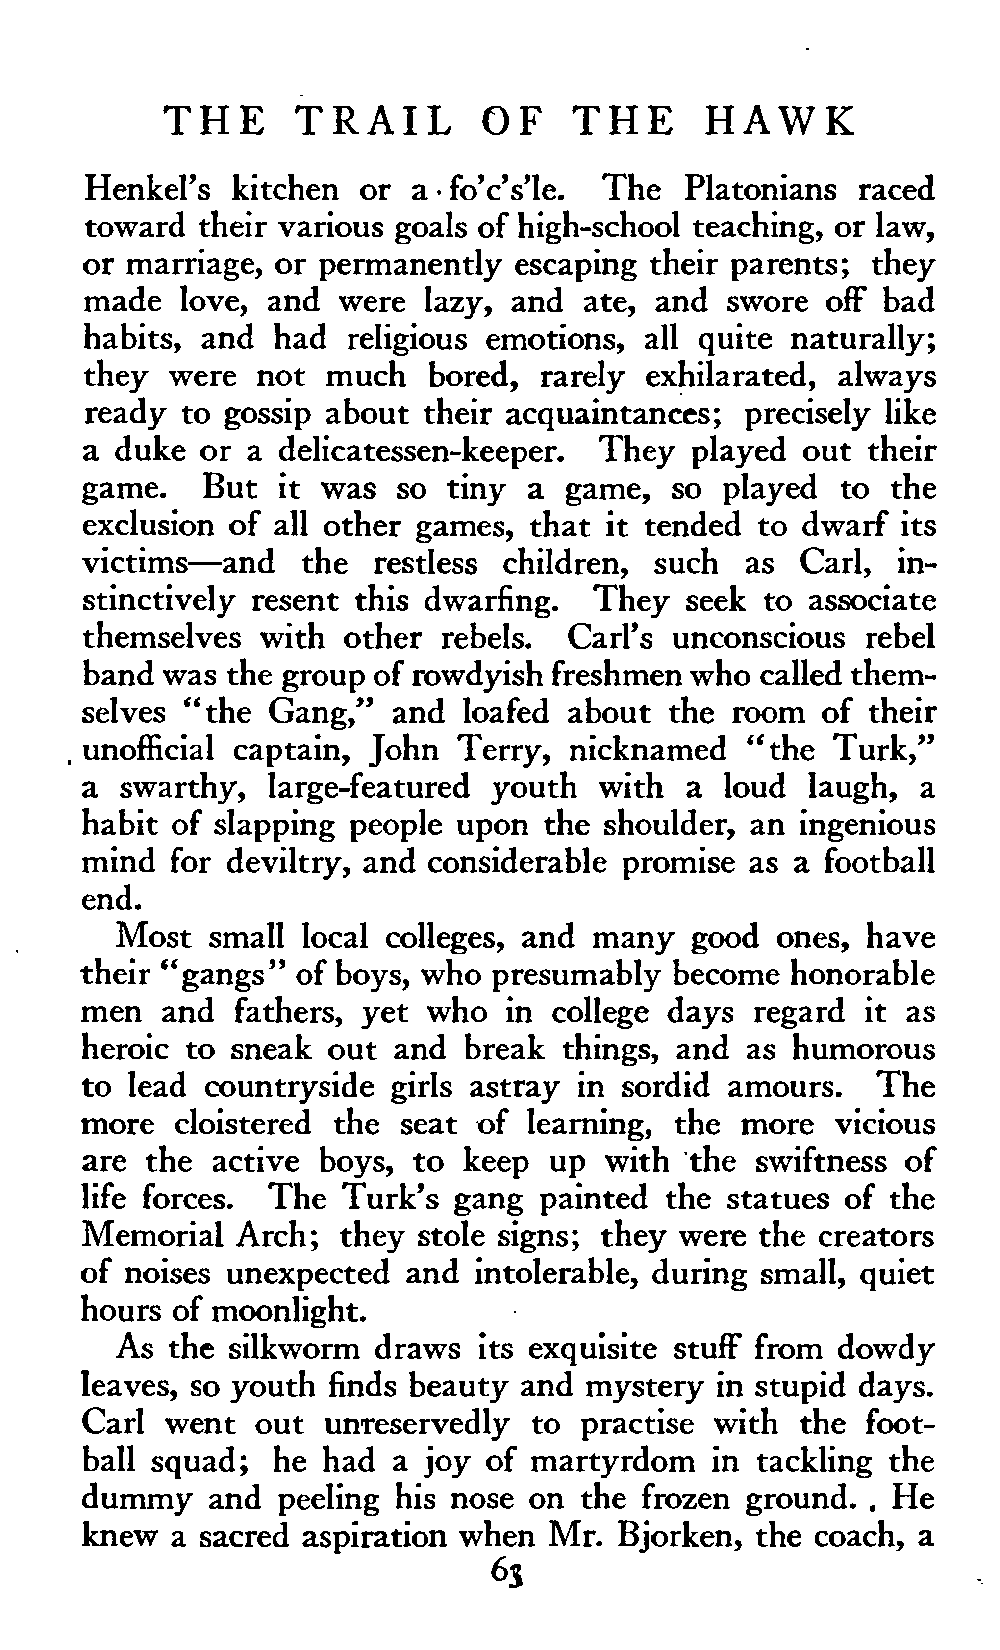 THE TRAIL OF THE HAWK
Henkel's kitchen or a fo'c's'le. The Platonians raced
toward their various goals of high-school teaching, or law,
or marriage, or permanently escaping their parents; they
made love, and were lazy, and ate, and swore off bad
habits, and had religious emotions, all quite naturally;
they were not much bored, rarely exhilarated, always
ready to gossip about their acquaintances; precisely like
a duke or a delicatessen-keeper. They played out their
game. But it was so tiny a game, so played to the
exclusion of all other games, that it tended to dwarf its
victims—and the restless children, such as Carl, in-
stinctively resent this dwarfing. They seek to associate
themselves with other rebels. Carl's unconscious rebel
band was the group of rowdyish freshmen who called them-
selves "the Gang," and loafed about the room of their
unofficial captain, John Terry, nicknamed "the Turk,"
a swarthy, large-featured youth with a loud laugh, a
habit of slapping people upon the shoulder, an ingenious
mind for deviltry, and considerable promise as a football
end.
Most small local colleges, and many good ones, have
their "gangs" of boys, who presumably become honorable
men and fathers, yet who in college days regard it as
heroic to sneak out and break things, and as humorous
to lead countryside girls astray in sordid amours. The
more cloistered the seat of learning, the more vicious
are the active boys, to keep up with the swiftness of
life forces. The Turk's gang painted the statues of the
Memorial Arch; they stole signs; they were the creators
of noises unexpected and intolerable, during small, quiet
hours of moonlight.
As the silkworm draws its exquisite stuff from dowdy
leaves, so youth finds beauty and mystery in stupid days.
Carl went out unreservedly to practise with the foot-
ball squad; he had a joy of martyrdom in tackling the
dummy and peeling his nose on the frozen ground. He
knew a sacred aspiration when Mr. Bjorken, the coach, a
63